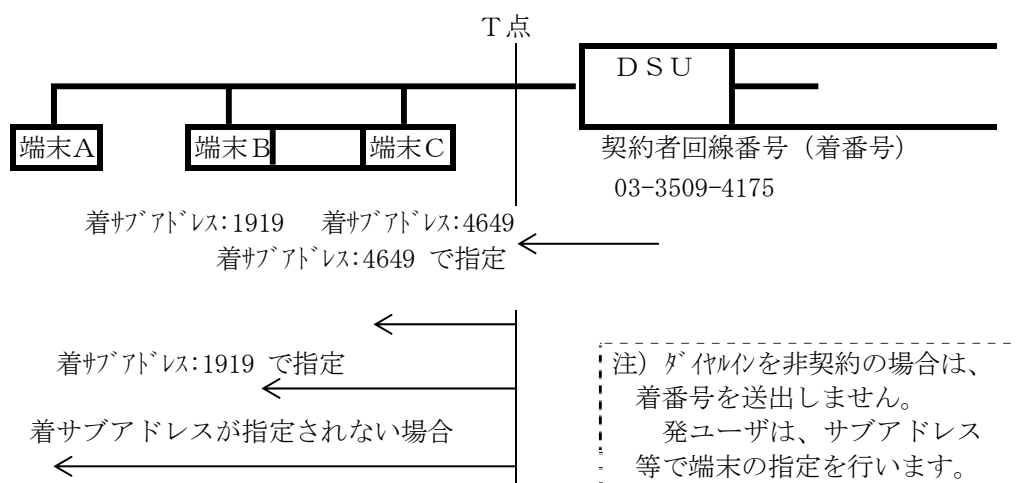 T点
DSU
端末A
端末B
端末C
契約者回線番号（着番号）
03-3509-4175
着ｻﾌﾞｱﾄﾞﾚｽ:1919　着ｻﾌﾞｱﾄﾞﾚｽ:4649
着ｻﾌﾞｱﾄﾞﾚｽ:4649 で指定
着ｻﾌﾞｱﾄﾞﾚｽ:1919 で指定
着サブアドレスが指定されない場合
注）ﾀﾞｲﾔﾙｲﾝを非契約の場合は、
着番号を送出しません。
発ユーザは、サブアドレス
等で端末の指定を行います。